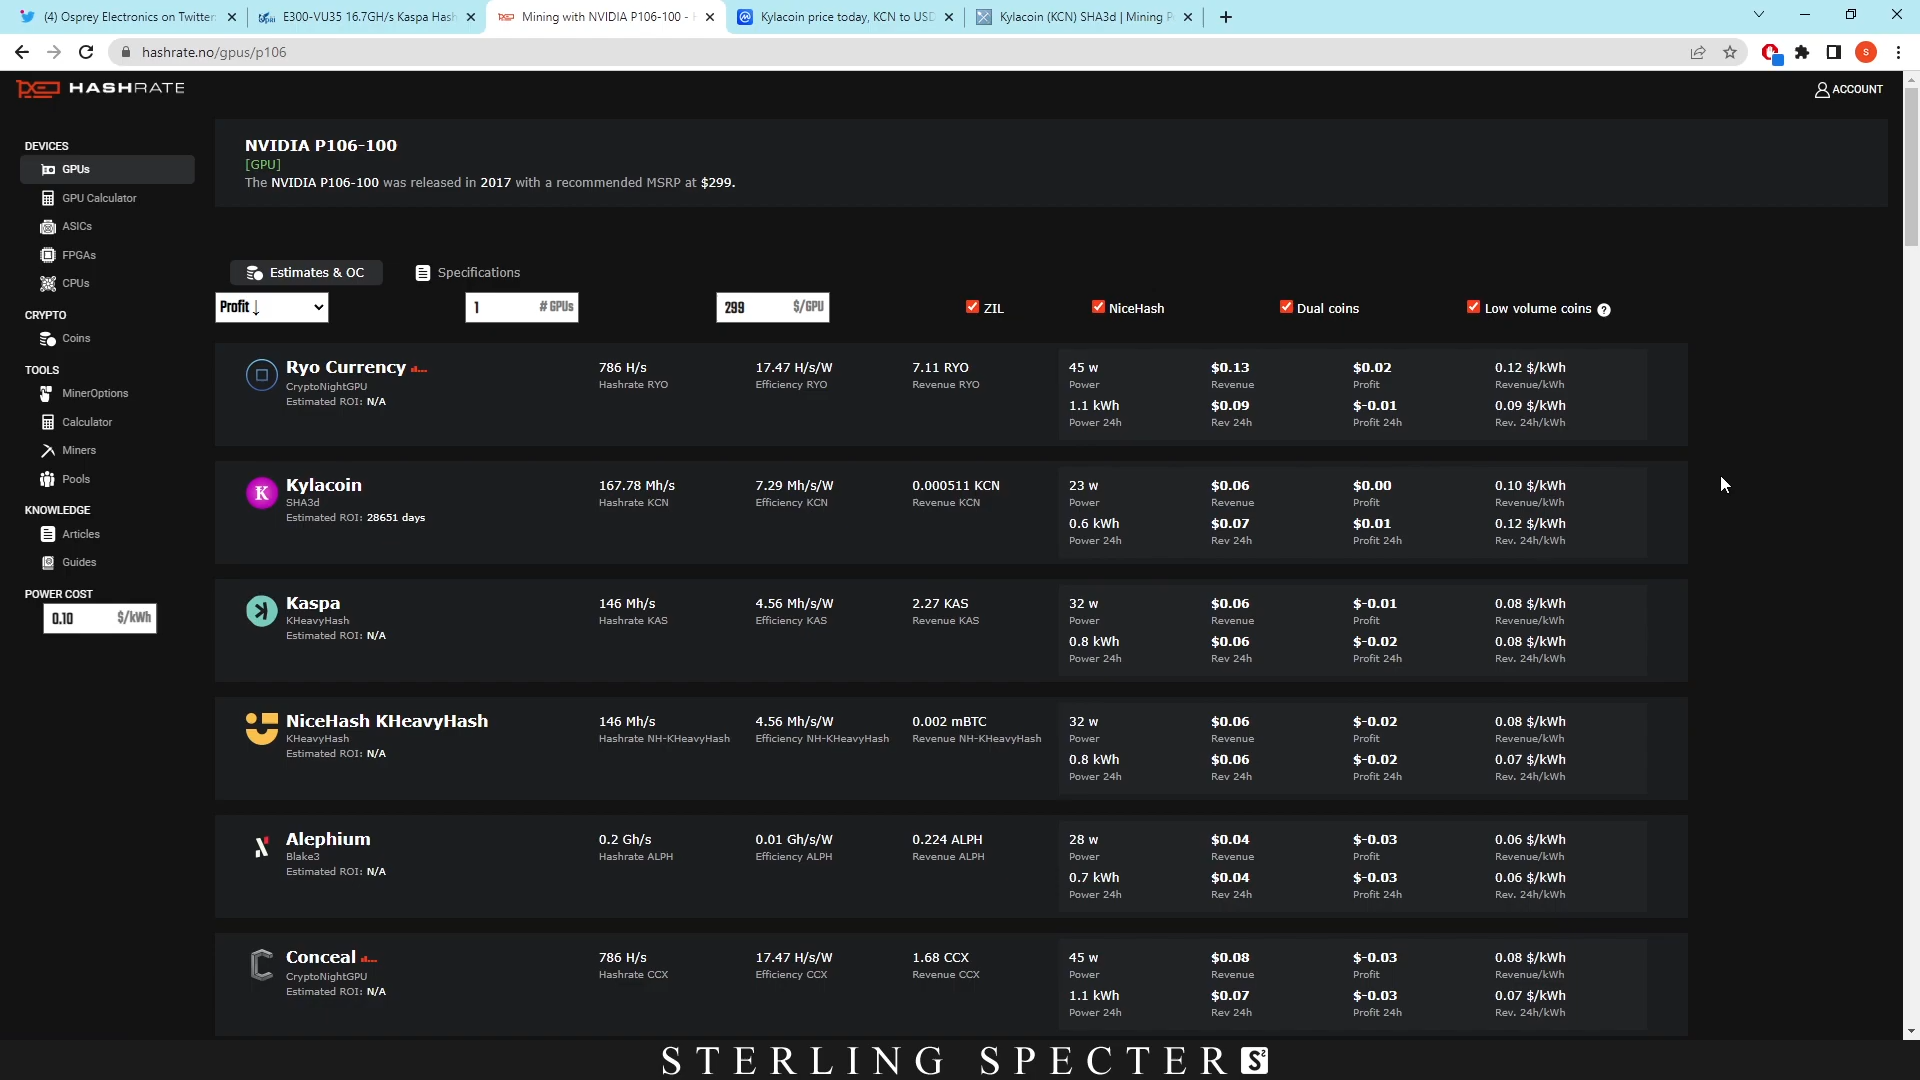 (4) Osprey Electronics on Twitter
E300-VU35 16.7GH/s Kaspa Hash
Mining with NVIDIA P106-100 -
Kylacoin price today, KCN to USD
Kylacoin (KCN) SHA3d | Mining P
hashrate.no/gpus/p106
S
HASHRATE
ACCOUNT
DEVICES
GPUs
GPU Calculator
ASICs
FPGAs
CPUs
CRYPTO
Coins
TOOLS
MinerOptions
Calculator
Miners
Pools
KNOWLEDGE
Articles
Guides
POWER COST
0.10 $/kWh
NVIDIA P106-100
[GPU]
The NVIDIA P106-100 was released in 2017 with a recommended MSRP at $299.
Estimates & OC Specifications
Profit ↓ 1 # GPUs 299 $/GPU ZIL NiceHash Dual coins Low volume coins ?
Ryo Currency 786 H/s 17.47 H/s/W 7.11 RYO 45 w $0.13 $0.02 0.12 $/kWh
CryptoNightGPU Hashrate RYO Efficiency RYO Revenue RYO Power Revenue Profit Revenue/kWh
Estimated ROI: N/A 1.1 kWh $0.09 $-0.01 0.09 $/kWh
Power 24h Rev 24h Profit 24h Rev. 24h/kWh
Kylacoin 167.78 Mh/s 7.29 Mh/s/W 0.000511 KCN 23 w $0.06 $0.00 0.10 $/kWh
SHA3d Hashrate KCN Efficiency KCN Revenue KCN Power Revenue Profit Revenue/kWh
Estimated ROI: 28651 days 0.6 kWh $0.07 $0.01 0.12 $/kWh
Power 24h Rev 24h Profit 24h Rev. 24h/kWh
Kaspa 146 Mh/s 4.56 Mh/s/W 2.27 KAS 32 w $0.06 $-0.01 0.08 $/kWh
KHeavyHash Hashrate KAS Efficiency KAS Revenue KAS Power Revenue Profit Revenue/kWh
Estimated ROI: N/A 0.8 kWh $0.06 $-0.02 0.08 $/kWh
Power 24h Rev 24h Profit 24h Rev. 24h/kWh
NiceHash KHeavyHash 146 Mh/s 4.56 Mh/s/W 0.002 mBTC 32 w $0.06 $-0.02 0.08 $/kWh
KHeavyHash Hashrate NH-KHeavyHash Efficiency NH-KHeavyHash Revenue NH-KHeavyHash Power Revenue Profit Revenue/kWh
Estimated ROI: N/A 0.8 kWh $0.06 $-0.02 0.07 $/kWh
Power 24h Rev 24h Profit 24h Rev. 24h/kWh
Alephium 0.2 Gh/s 0.01 Gh/s/W 0.224 ALPH 28 w $0.04 $-0.03 0.06 $/kWh
Blake3 Hashrate ALPH Efficiency ALPH Revenue ALPH Power Revenue Profit Revenue/kWh
Estimated ROI: N/A 0.7 kWh $0.04 $-0.03 0.06 $/kWh
Power 24h Rev 24h Profit 24h Rev. 24h/kWh
Conceal 786 H/s 17.47 H/s/W 1.68 CCX 45 w $0.08 $-0.03 0.08 $/kWh
CryptoNightGPU Hashrate CCX Efficiency CCX Revenue CCX Power Revenue Profit Revenue/kWh
Estimated ROI: N/A 1.1 kWh $0.07 $-0.03 0.07 $/kWh
Power 24h Rev 24h Profit 24h Rev. 24h/kWh
STERLING SPECTER S²